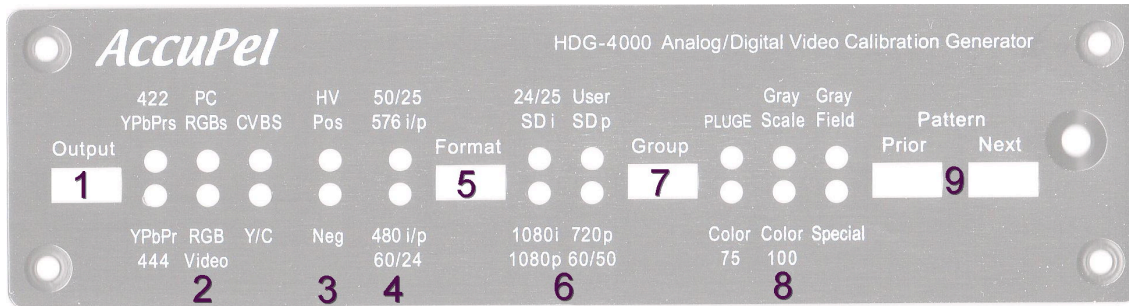 AccuPel
HDG-4000 Analog/Digital Video Calibration Generator
422 PC HV 50/25 24/25 User Gray Gray
YPbPrs RGBs CVBS Pos 576 i/p SD i SD p PLUGE Scale Field Pattern
Output Format Group Prior Next
1 5 7 9
YPbPr RGB Y/C Neg 480 i/p 1080i 720p Color Color Special
444 Video 60/24 1080p 60/50 75 100
2 3 4 6 8